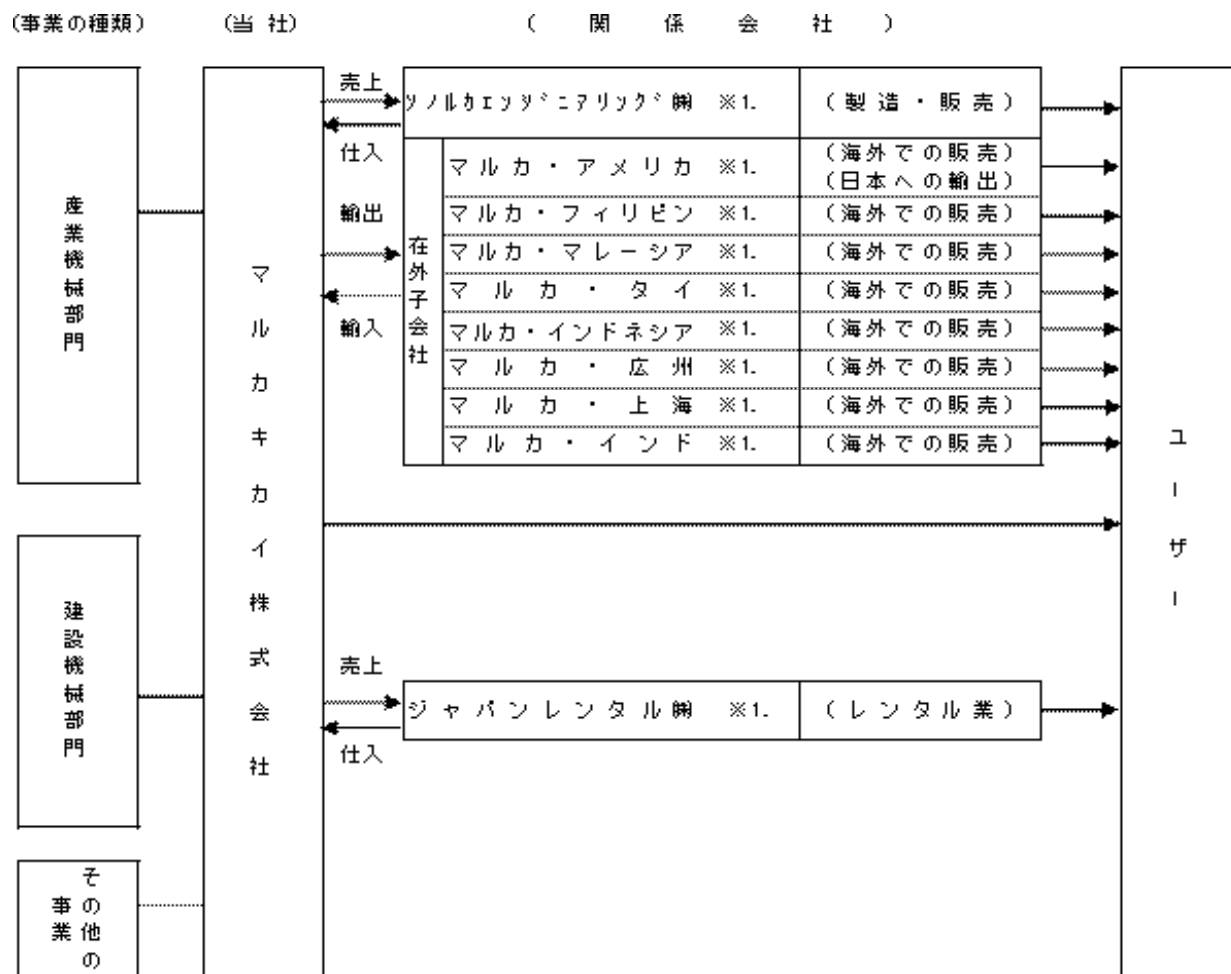 (事業の種類) (当 社) ( 関 係 会 社 )
産業機械部門
建設機械部門
その他の
事業
マルカキカイ株式会社
売上
仕入
輸出
輸入
ソノルカエンジニアリング㈱ ※1. (製造・販売)
在外子会社
マルカ・アメリカ ※1. (海外での販売)
(日本への輸出)
マルカ・フィリピン ※1. (海外での販売)
マルカ・マレーシア ※1. (海外での販売)
マルカ・タイ ※1. (海外での販売)
マルカ・インドネシア ※1. (海外での販売)
マルカ・広州 ※1. (海外での販売)
マルカ・上海 ※1. (海外での販売)
マルカ・インド ※1. (海外での販売)
売上
仕入
ジャパンレンタル㈱ ※1. (レンタル業)
ユーザー